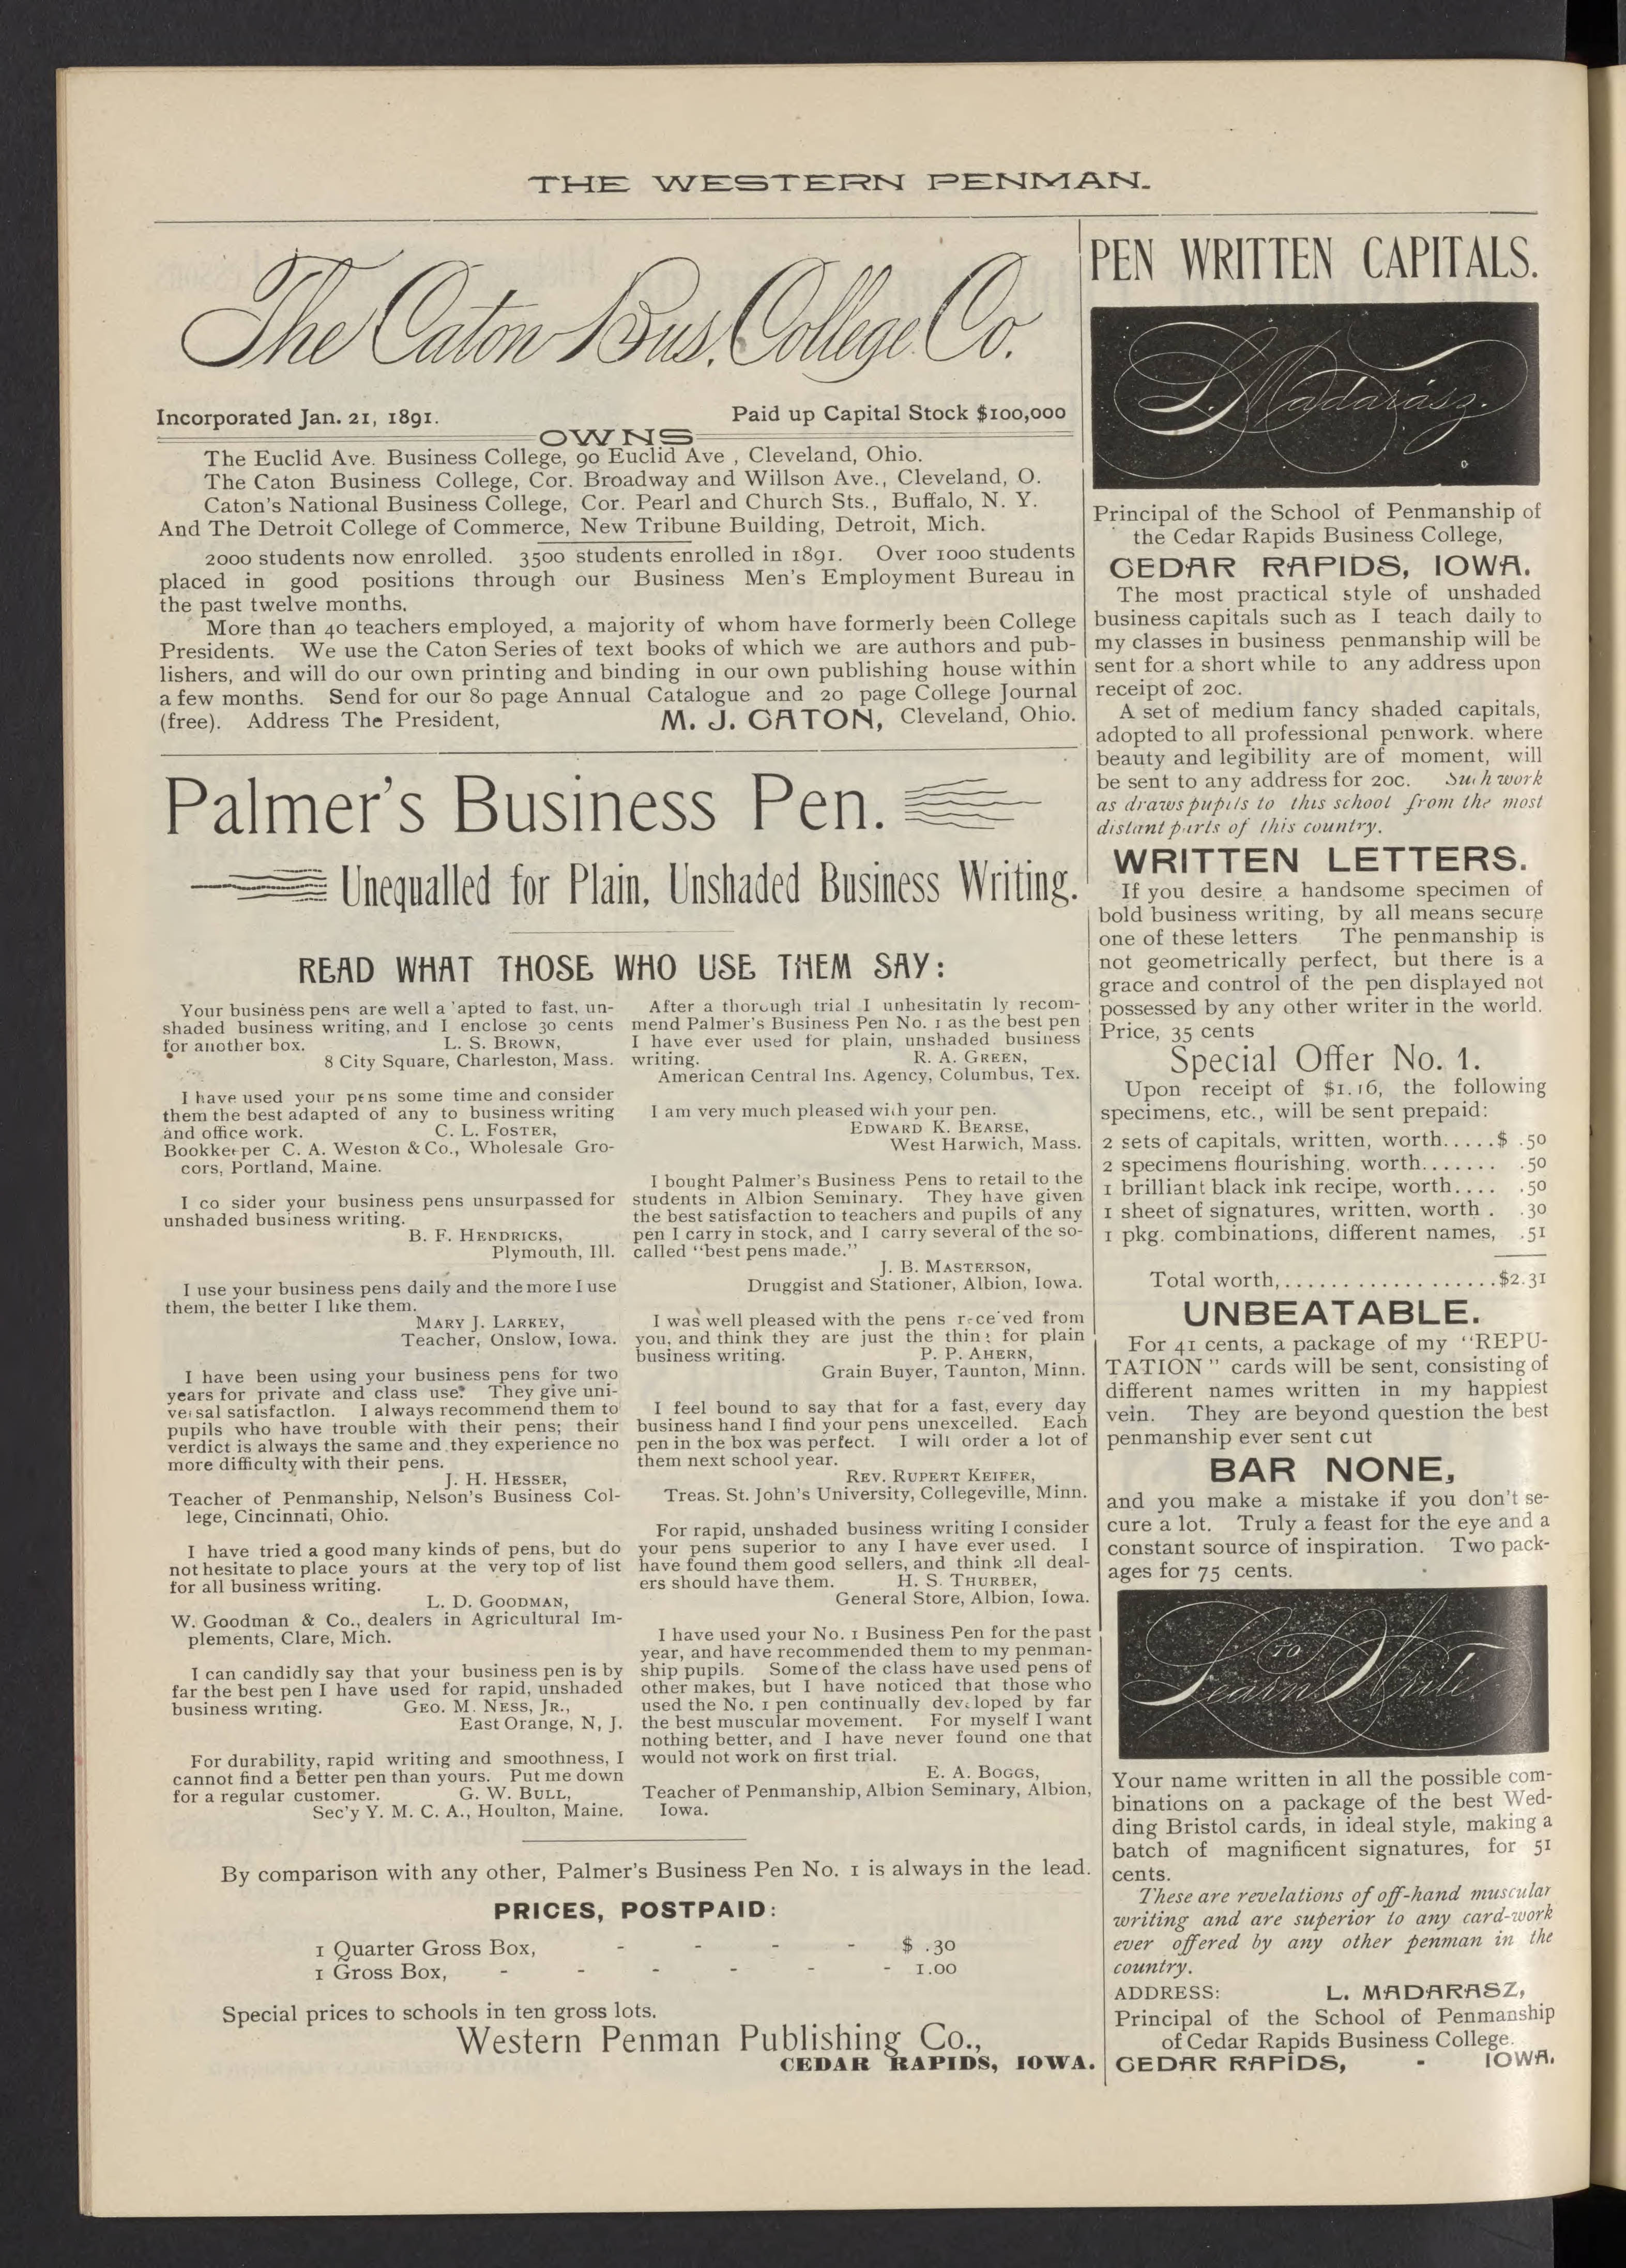 THE WESTERN PENMAN.
The Caton Bus. College Co.
Incorporated Jan. 21, 1891. Paid up Capital Stock $100,000
OWNS
The Euclid Ave. Business College, 90 Euclid Ave , Cleveland, Ohio.
The Caton Business College, Cor. Broadway and Willson Ave., Cleveland, O.
Caton's National Business College, Cor. Pearl and Church Sts., Buffalo, N. Y.
And The Detroit College of Commerce, New Tribune Building, Detroit, Mich.
2000 students now enrolled. 3500 students enrolled in 1891. Over 1000 students
placed in good positions through our Business Men's Employment Bureau in
the past twelve months.
More than 40 teachers employed, a majority of whom have formerly been College
Presidents. We use the Caton Series of text books of which we are authors and pub-
lishers, and will do our own printing and binding in our own publishing house within
a few months. Send for our 80 page Annual Catalogue and 20 page College Journal
(free). Address The President, M. J. CATON, Cleveland, Ohio.
Palmer's Business Pen.
Unequalled for Plain, Unshaded Business Writing.
READ WHAT THOSE WHO USE THEM SAY:
Your business pens are well a'apted to fast, un-
shaded business writing, and I enclose 30 cents
for another box. L. S. BROWN,
8 City Square, Charleston, Mass.
I have used your pens some time and consider
them the best adapted of any to business writing
and office work. C. L. FOSTER,
Bookkeeper C. A. Weston & Co., Wholesale Gro-
cors, Portland, Maine.
I co sider your business pens unsurpassed for
unshaded business writing.
B. F. HENDRICKS,
Plymouth, Ill.
I use your business pens daily and the more I use
them, the better I like them.
MARY J. LARKEY,
Teacher, Onslow, Iowa.
I have been using your business pens for two
years for private and class use. They give uni-
versal satisfaction. I always recommend them to
pupils who have trouble with their pens; their
verdict is always the same and they experience no
more difficulty with their pens.
J. H. HESSER,
Teacher of Penmanship, Nelson's Business Col-
lege, Cincinnati, Ohio.
I have tried a good many kinds of pens, but do
not hesitate to place yours at the very top of list
for all business writing.
L. D. GOODMAN,
W. Goodman & Co., dealers in Agricultural Im-
plements, Clare, Mich.
I can candidly say that your business pen is by
far the best pen I have used for rapid, unshaded
business writing. GEO. M. NESS, JR.,
East Orange, N, J.
For durability, rapid writing and smoothness, I
cannot find a better pen than yours. Put me down
for a regular customer. G. W. BULL,
Sec'y Y. M. C. A., Houlton, Maine.
After a thorough trial I unhesitatin ly recom-
mend Palmer's Business Pen No. 1 as the best pen
I have ever used for plain, unshaded business
writing. R. A. GREEN,
American Central Ins. Agency, Columbus, Tex.
I am very much pleased with your pen.
EDWARD K. BEARSE,
West Harwich, Mass.
I bought Palmer's Business Pens to retail to the
students in Albion Seminary. They have given
the best satisfaction to teachers and pupils of any
pen I carry in stock, and I carry several of the so-
called "best pens made."
J. B. MASTERSON,
Druggist and Stationer, Albion, Iowa.
I was well pleased with the pens rece'ved from
you, and think they are just the thing for plain
business writing. P. P. AHERN,
Grain Buyer, Taunton, Minn.
I feel bound to say that for a fast, every day
business hand I find your pens unexcelled. Each
pen in the box was perfect. I will order a lot of
them next school year.
REV. RUPERT KEIFER,
Treas. St. John's University, Collegeville, Minn.
For rapid, unshaded business writing I consider
your pens superior to any I have ever used. I
have found them good sellers, and think all deal-
ers should have them. H. S. THURBER,
General Store, Albion, Iowa.
I have used your No. 1 Business Pen for the past
year, and have recommended them to my penman-
ship pupils. Some of the class have used pens of
other makes, but I have noticed that those who
used the No. 1 pen continually developed by far
the best muscular movement. For myself I want
nothing better, and I have never found one that
would not work on first trial.
E. A. BOGGS,
Teacher of Penmanship, Albion Seminary, Albion,
Iowa.
By comparison with any other, Palmer's Business Pen No. 1 is always in the lead.
PRICES, POSTPAID:
1 Quarter Gross Box, - - - - $ .30
1 Gross Box, - - - - - - 1.00
Special prices to schools in ten gross lots.
Western Penman Publishing Co.,
CEDAR RAPIDS, IOWA.
PEN WRITTEN CAPITALS.
L. Madarász.
Principal of the School of Penmanship of
the Cedar Rapids Business College,
CEDAR RAPIDS, IOWA.
The most practical style of unshaded
business capitals such as I teach daily to
my classes in business penmanship will be
sent for a short while to any address upon
receipt of 20c.
A set of medium fancy shaded capitals,
adopted to all professional penwork. where
beauty and legibility are of moment, will
be sent to any address for 20c. Such work
as draws pupils to this school from the most
distant parts of this country.
WRITTEN LETTERS.
If you desire a handsome specimen of
bold business writing, by all means secure
one of these letters. The penmanship is
not geometrically perfect, but there is a
grace and control of the pen displayed not
possessed by any other writer in the world.
Price, 35 cents
Special Offer No. 1.
Upon receipt of $1.16, the following
specimens, etc., will be sent prepaid:
2 sets of capitals, written, worth.....$ .50
2 specimens flourishing, worth....... .50
1 brilliant black ink recipe, worth.... .50
1 sheet of signatures, written, worth . .30
1 pkg. combinations, different names, .51
Total worth,..................$2.31
UNBEATABLE.
For 41 cents, a package of my "REPU-
TATION" cards will be sent, consisting of
different names written in my happiest
vein. They are beyond question the best
penmanship ever sent cut
BAR NONE,
and you make a mistake if you don't se-
cure a lot. Truly a feast for the eye and a
constant source of inspiration. Two pack-
ages for 75 cents.
Learn TO Write
Your name written in all the possible com-
binations on a package of the best Wed-
ding Bristol cards, in ideal style, making a
batch of magnificent signatures, for 51
cents.
These are revelations of off-hand muscular
writing and are superior to any card-work
ever offered by any other penman in the
country.
ADDRESS: L. MADARASZ,
Principal of the School of Penmanship
of Cedar Rapids Business College.
CEDAR RAPIDS, - IOWA.